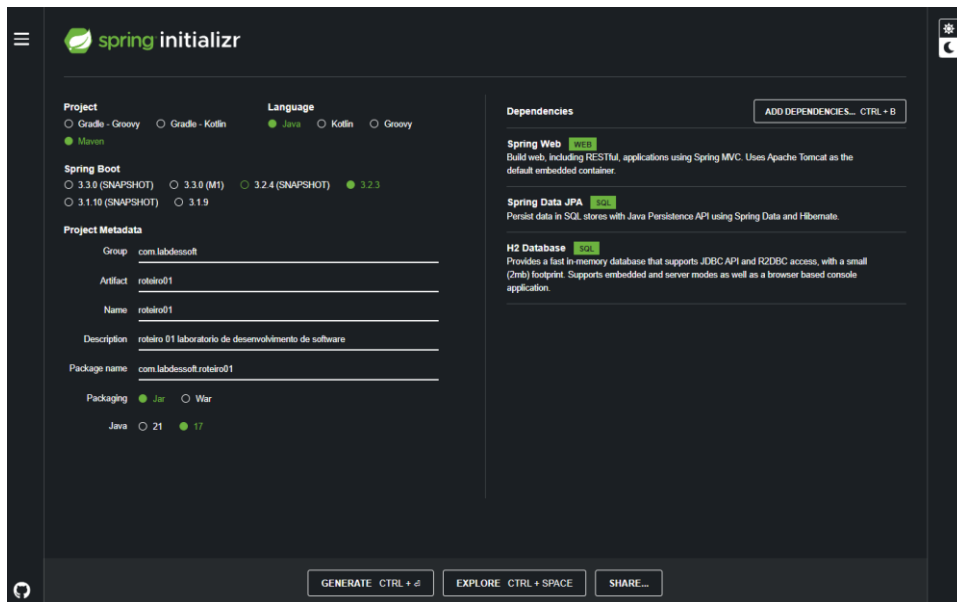 spring initializr
Project
Gradle - Groovy Gradle - Kotlin
Maven
Language
Java Kotlin Groovy
Spring Boot
3.3.0 (SNAPSHOT) 3.3.0 (M1) 3.2.4 (SNAPSHOT) 3.2.3
3.1.10 (SNAPSHOT) 3.1.9
Project Metadata
Group com.labdessoft
Artifact roteiro01
Name roteiro01
Description roteiro 01 laboratorio de desenvolvimento de software
Package name com.labdessoft.roteiro01
Packaging Jar War
Java 21 17
Dependencies ADD DEPENDENCIES... CTRL + B
Spring Web WEB
Build web, including RESTful, applications using Spring MVC. Uses Apache Tomcat as the
default embedded container.
Spring Data JPA SQL
Persist data in SQL stores with Java Persistence API using Spring Data and Hibernate.
H2 Database SQL
Provides a fast in-memory database that supports JDBC API and R2DBC access, with a small
(2mb) footprint. Supports embedded and server modes as well as a browser based console
application.
GENERATE CTRL + ⏎ EXPLORE CTRL + SPACE SHARE...